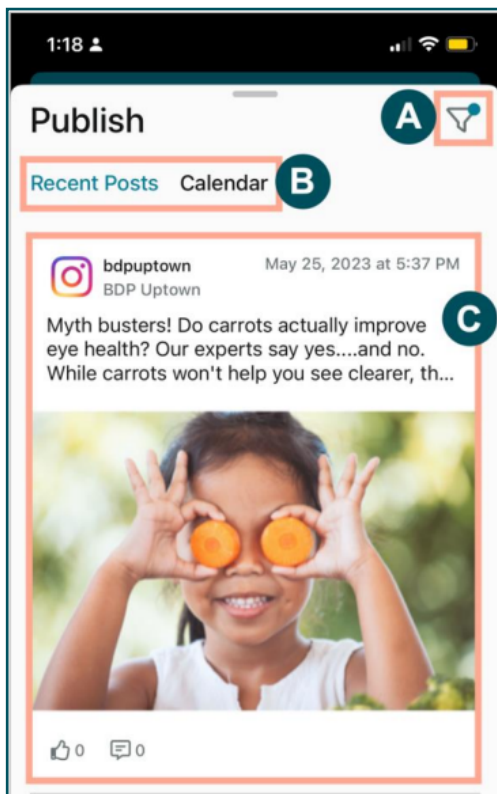 1:18
Publish
A
Recent Posts Calendar
B
bdpuptown
May 25, 2023 at 5:37 PM
BDP Uptown
C
Myth busters! Do carrots actually improve
eye health? Our experts say yes....and no.
While carrots won't help you see clearer, th...
0 0